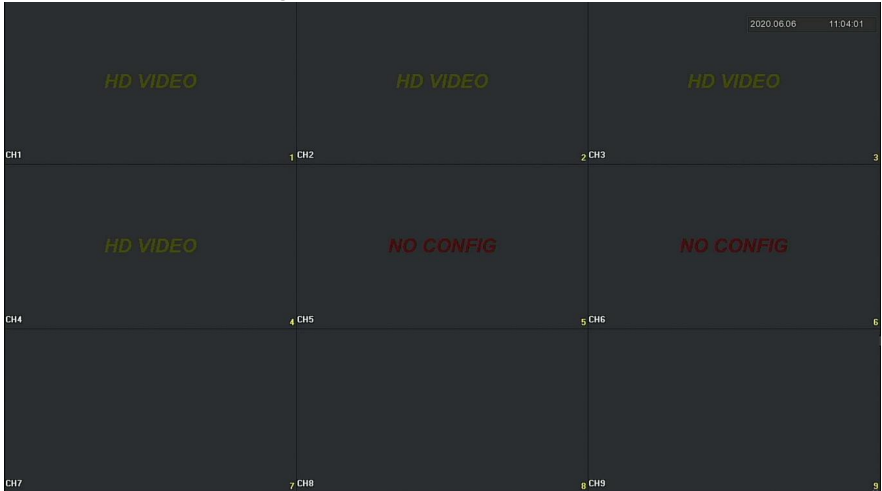 2020.06.06 11:04:01
HD VIDEO HD VIDEO HD VIDEO
CH1 1 CH2 2 CH3 3
HD VIDEO NO CONFIG NO CONFIG
CH4 4 CH5 5 CH6 6
CH7 7 CH8 8 CH9 9